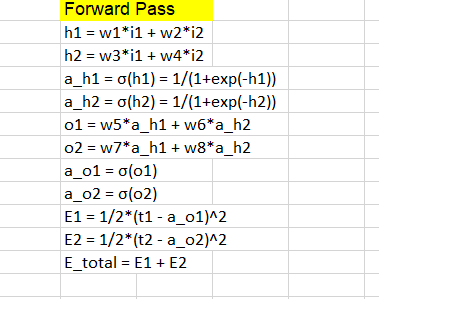 Forward Pass
h1 = w1*i1 + w2*i2
h2 = w3*i1 + w4*i2
a_h1 = σ(h1) = 1/(1+exp(-h1))
a_h2 = σ(h2) = 1/(1+exp(-h2))
o1 = w5*a_h1 + w6*a_h2
o2 = w7*a_h1 + w8*a_h2
a_o1 = σ(o1)
a_o2 = σ(o2)
E1 = 1/2*(t1 - a_o1)^2
E2 = 1/2*(t2 - a_o2)^2
E_total = E1 + E2